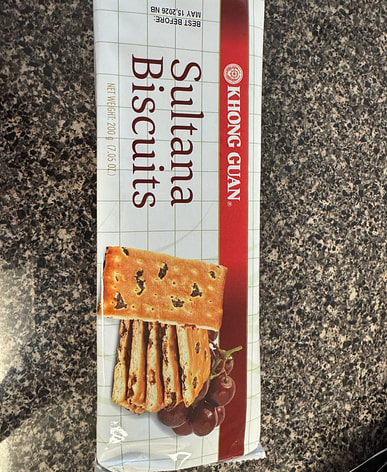 KHONG GUAN®
Sultana
Biscuits
NET WEIGHT: 200 g (7.05 OZ)
BEST BEFORE:
MAY 15.2026 NB